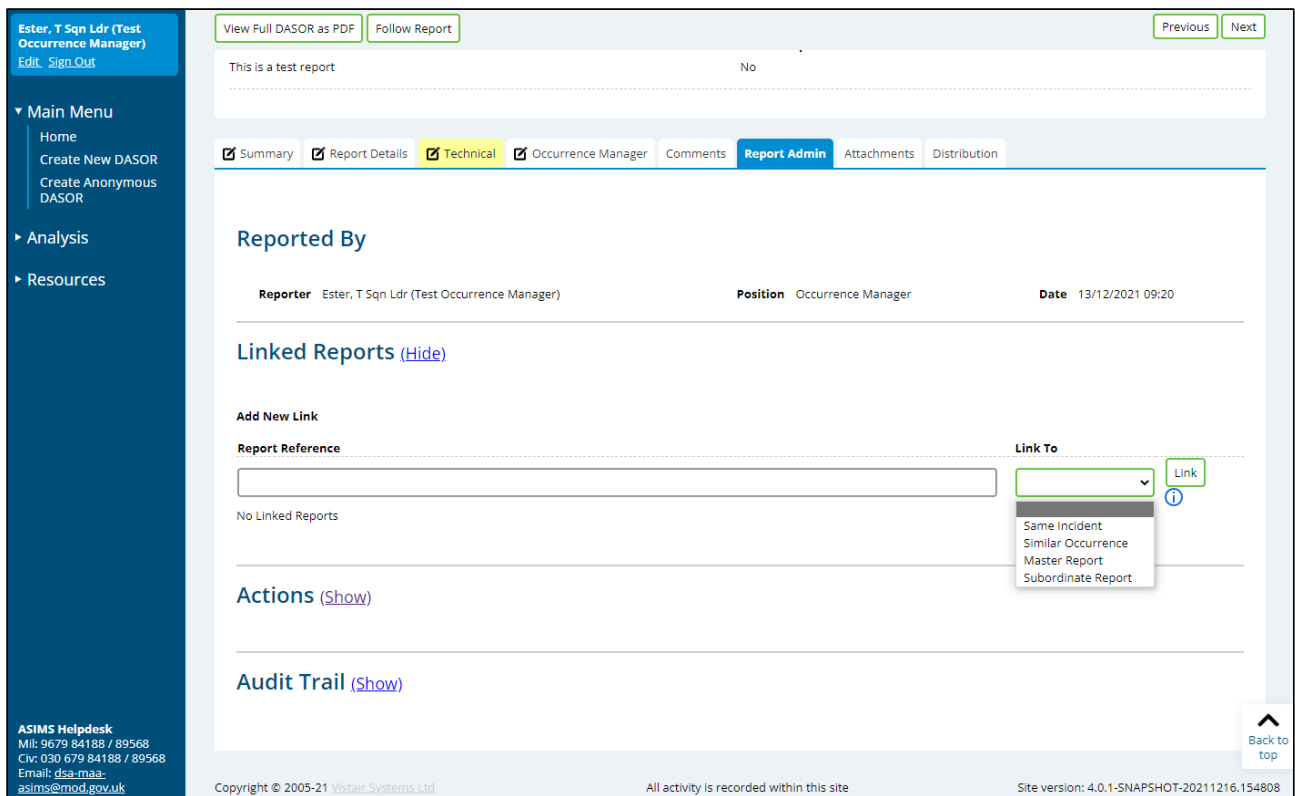 Ester, T Sqn Ldr (Test
Occurrence Manager)
Edit Sign Out
Main Menu
Home
Create New DASOR
Create Anonymous
DASOR
Analysis
Resources
ASIMS Helpdesk
Mil: 9679 84188 / 89568
Civ: 030 679 84188 / 89568
Email: dsa-maa-
asims@mod.gov.uk
View Full DASOR as PDF Follow Report Previous Next
This is a test report No
Summary Report Details Technical Occurrence Manager Comments Report Admin Attachments Distribution
Reported By
Reporter Ester, T Sqn Ldr (Test Occurrence Manager) Position Occurrence Manager Date 13/12/2021 09:20
Linked Reports (Hide)
Add New Link
Report Reference Link To
Link
No Linked Reports
Same Incident
Similar Occurrence
Master Report
Subordinate Report
Actions (Show)
Audit Trail (Show)
Back to
top
Copyright © 2005-21 Vistair Systems Ltd All activity is recorded within this site Site version: 4.0.1-SNAPSHOT-20211216.154808